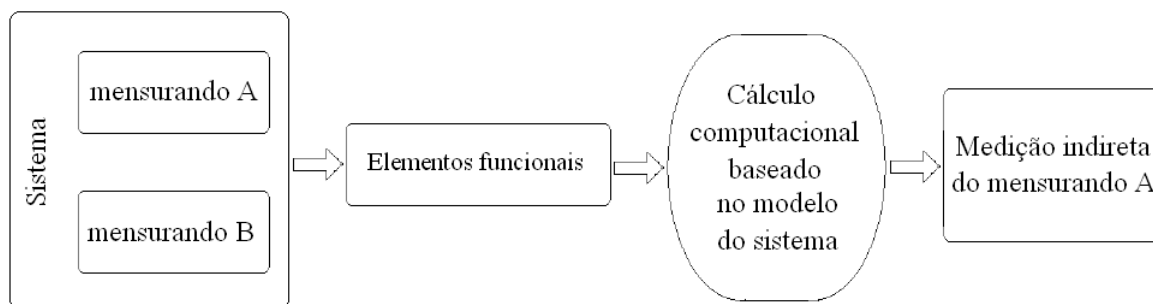 Sistema
mensurando A
mensurando B
Elementos funcionais
Cálculo
computacional
baseado
no modelo
do sistema
Medição indireta
do mensurando A